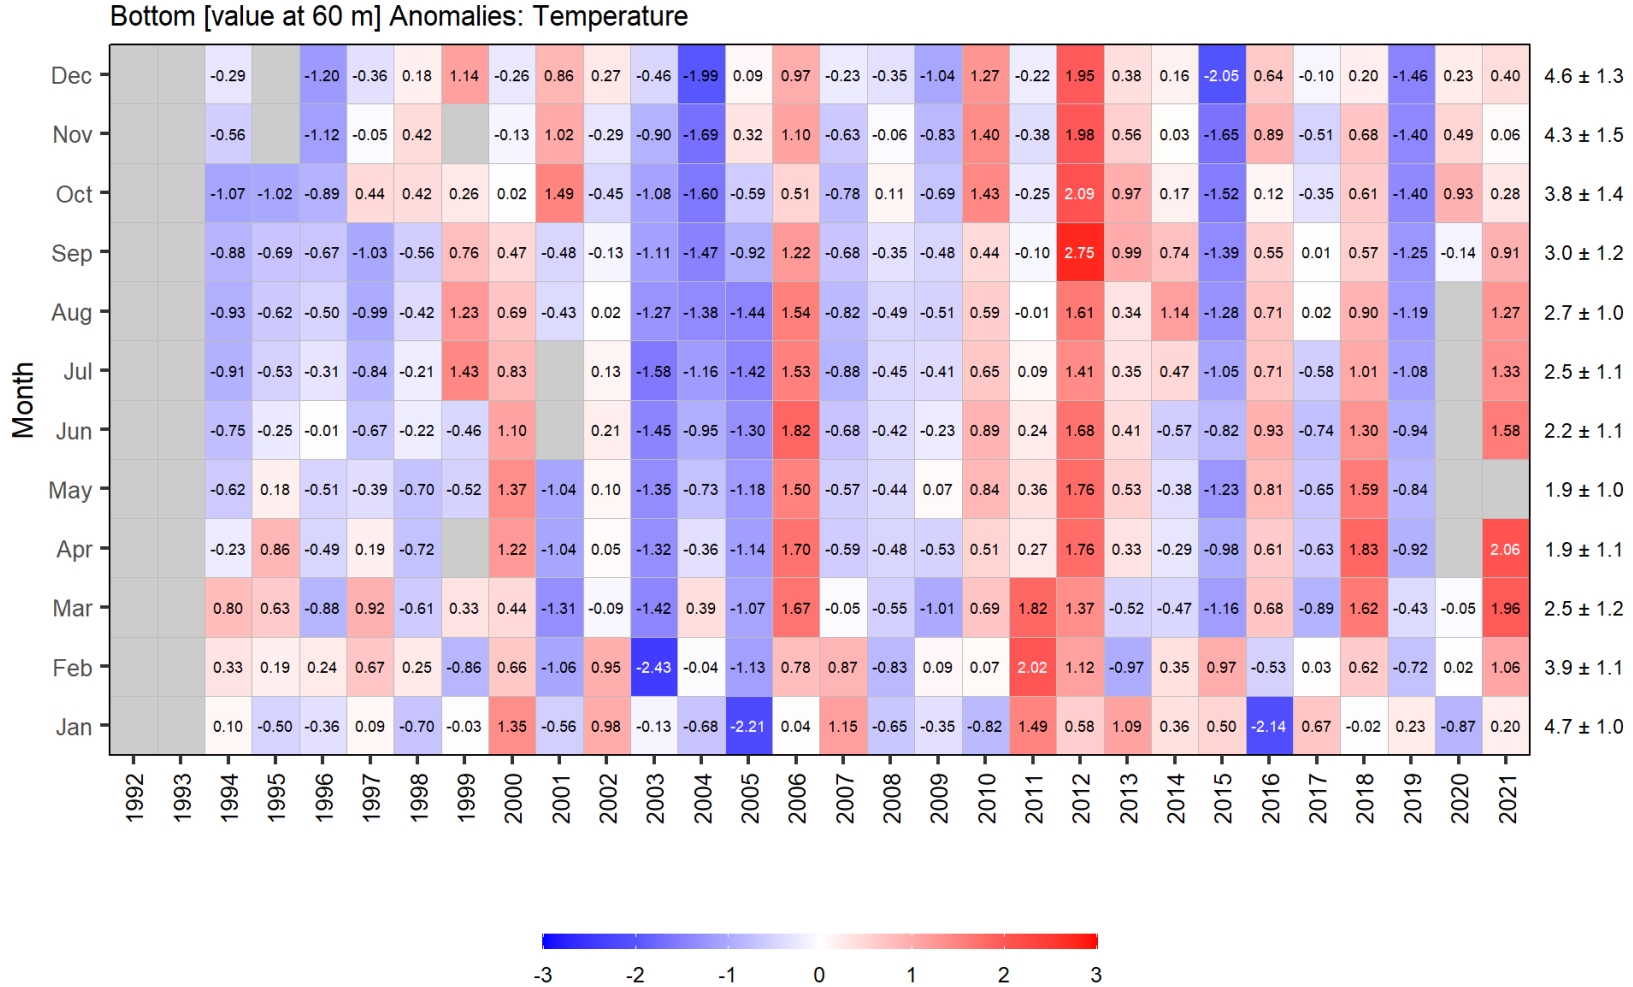 Bottom [value at 60 m] Anomalies: Temperature
Dec -0.29 -1.20 -0.36 0.18 1.14 -0.26 0.86 0.27 -0.46 -1.99 0.09 0.97 -0.23 -0.35 -1.04 1.27 -0.22 1.95 0.38 0.16 -2.05 0.64 -0.10 0.20 -1.46 0.23 0.40 4.6 ± 1.3
Nov -0.56 -1.12 -0.05 0.42 -0.13 1.02 -0.29 -0.90 -1.69 0.32 1.10 -0.63 -0.06 -0.83 1.40 -0.38 1.98 0.56 0.03 -1.65 0.89 -0.51 0.68 -1.40 0.49 0.06 4.3 ± 1.5
Oct -1.07 -1.02 -0.89 0.44 0.42 0.26 0.02 1.49 -0.45 -1.08 -1.60 -0.59 0.51 -0.78 0.11 -0.69 1.43 -0.25 2.09 0.97 0.17 -1.52 0.12 -0.35 0.61 -1.40 0.93 0.28 3.8 ± 1.4
Sep -0.88 -0.69 -0.67 -1.03 -0.56 0.76 0.47 -0.48 -0.13 -1.11 -1.47 -0.92 1.22 -0.68 -0.35 -0.48 0.44 -0.10 2.75 0.99 0.74 -1.39 0.55 0.01 0.57 -1.25 -0.14 0.91 3.0 ± 1.2
Aug -0.93 -0.62 -0.50 -0.99 -0.42 1.23 0.69 -0.43 0.02 -1.27 -1.38 -1.44 1.54 -0.82 -0.49 -0.51 0.59 -0.01 1.61 0.34 1.14 -1.28 0.71 0.02 0.90 -1.19 1.27 2.7 ± 1.0
Jul -0.91 -0.53 -0.31 -0.84 -0.21 1.43 0.83 0.13 -1.58 -1.16 -1.42 1.53 -0.88 -0.45 -0.41 0.65 0.09 1.41 0.35 0.47 -1.05 0.71 -0.58 1.01 -1.08 1.33 2.5 ± 1.1
Jun -0.75 -0.25 -0.01 -0.67 -0.22 -0.46 1.10 0.21 -1.45 -0.95 -1.30 1.82 -0.68 -0.42 -0.23 0.89 0.24 1.68 0.41 -0.57 -0.82 0.93 -0.74 1.30 -0.94 1.58 2.2 ± 1.1
May -0.62 0.18 -0.51 -0.39 -0.70 -0.52 1.37 -1.04 0.10 -1.35 -0.73 -1.18 1.50 -0.57 -0.44 0.07 0.84 0.36 1.76 0.53 -0.38 -1.23 0.81 -0.65 1.59 -0.84 1.9 ± 1.0
Apr -0.23 0.86 -0.49 0.19 -0.72 1.22 -1.04 0.05 -1.32 -0.36 -1.14 1.70 -0.59 -0.48 -0.53 0.51 0.27 1.76 0.33 -0.29 -0.98 0.61 -0.63 1.83 -0.92 2.06 1.9 ± 1.1
Mar 0.80 0.63 -0.88 0.92 -0.61 0.33 0.44 -1.31 -0.09 -1.42 0.39 -1.07 1.67 -0.05 -0.55 -1.01 0.69 1.82 1.37 -0.52 -0.47 -1.16 0.68 -0.89 1.62 -0.43 -0.05 1.96 2.5 ± 1.2
Feb 0.33 0.19 0.24 0.67 0.25 -0.86 0.66 -1.06 0.95 -2.43 -0.04 -1.13 0.78 0.87 -0.83 0.09 0.07 2.02 1.12 -0.97 0.35 0.97 -0.53 0.03 0.62 -0.72 0.02 1.06 3.9 ± 1.1
Jan 0.10 -0.50 -0.36 0.09 -0.70 -0.03 1.35 -0.56 0.98 -0.13 -0.68 -2.21 0.04 1.15 -0.65 -0.35 -0.82 1.49 0.58 1.09 0.36 0.50 -2.14 0.67 -0.02 0.23 -0.87 0.20 4.7 ± 1.0
Month
1992 1993 1994 1995 1996 1997 1998 1999 2000 2001 2002 2003 2004 2005 2006 2007 2008 2009 2010 2011 2012 2013 2014 2015 2016 2017 2018 2019 2020 2021
-3 -2 -1 0 1 2 3